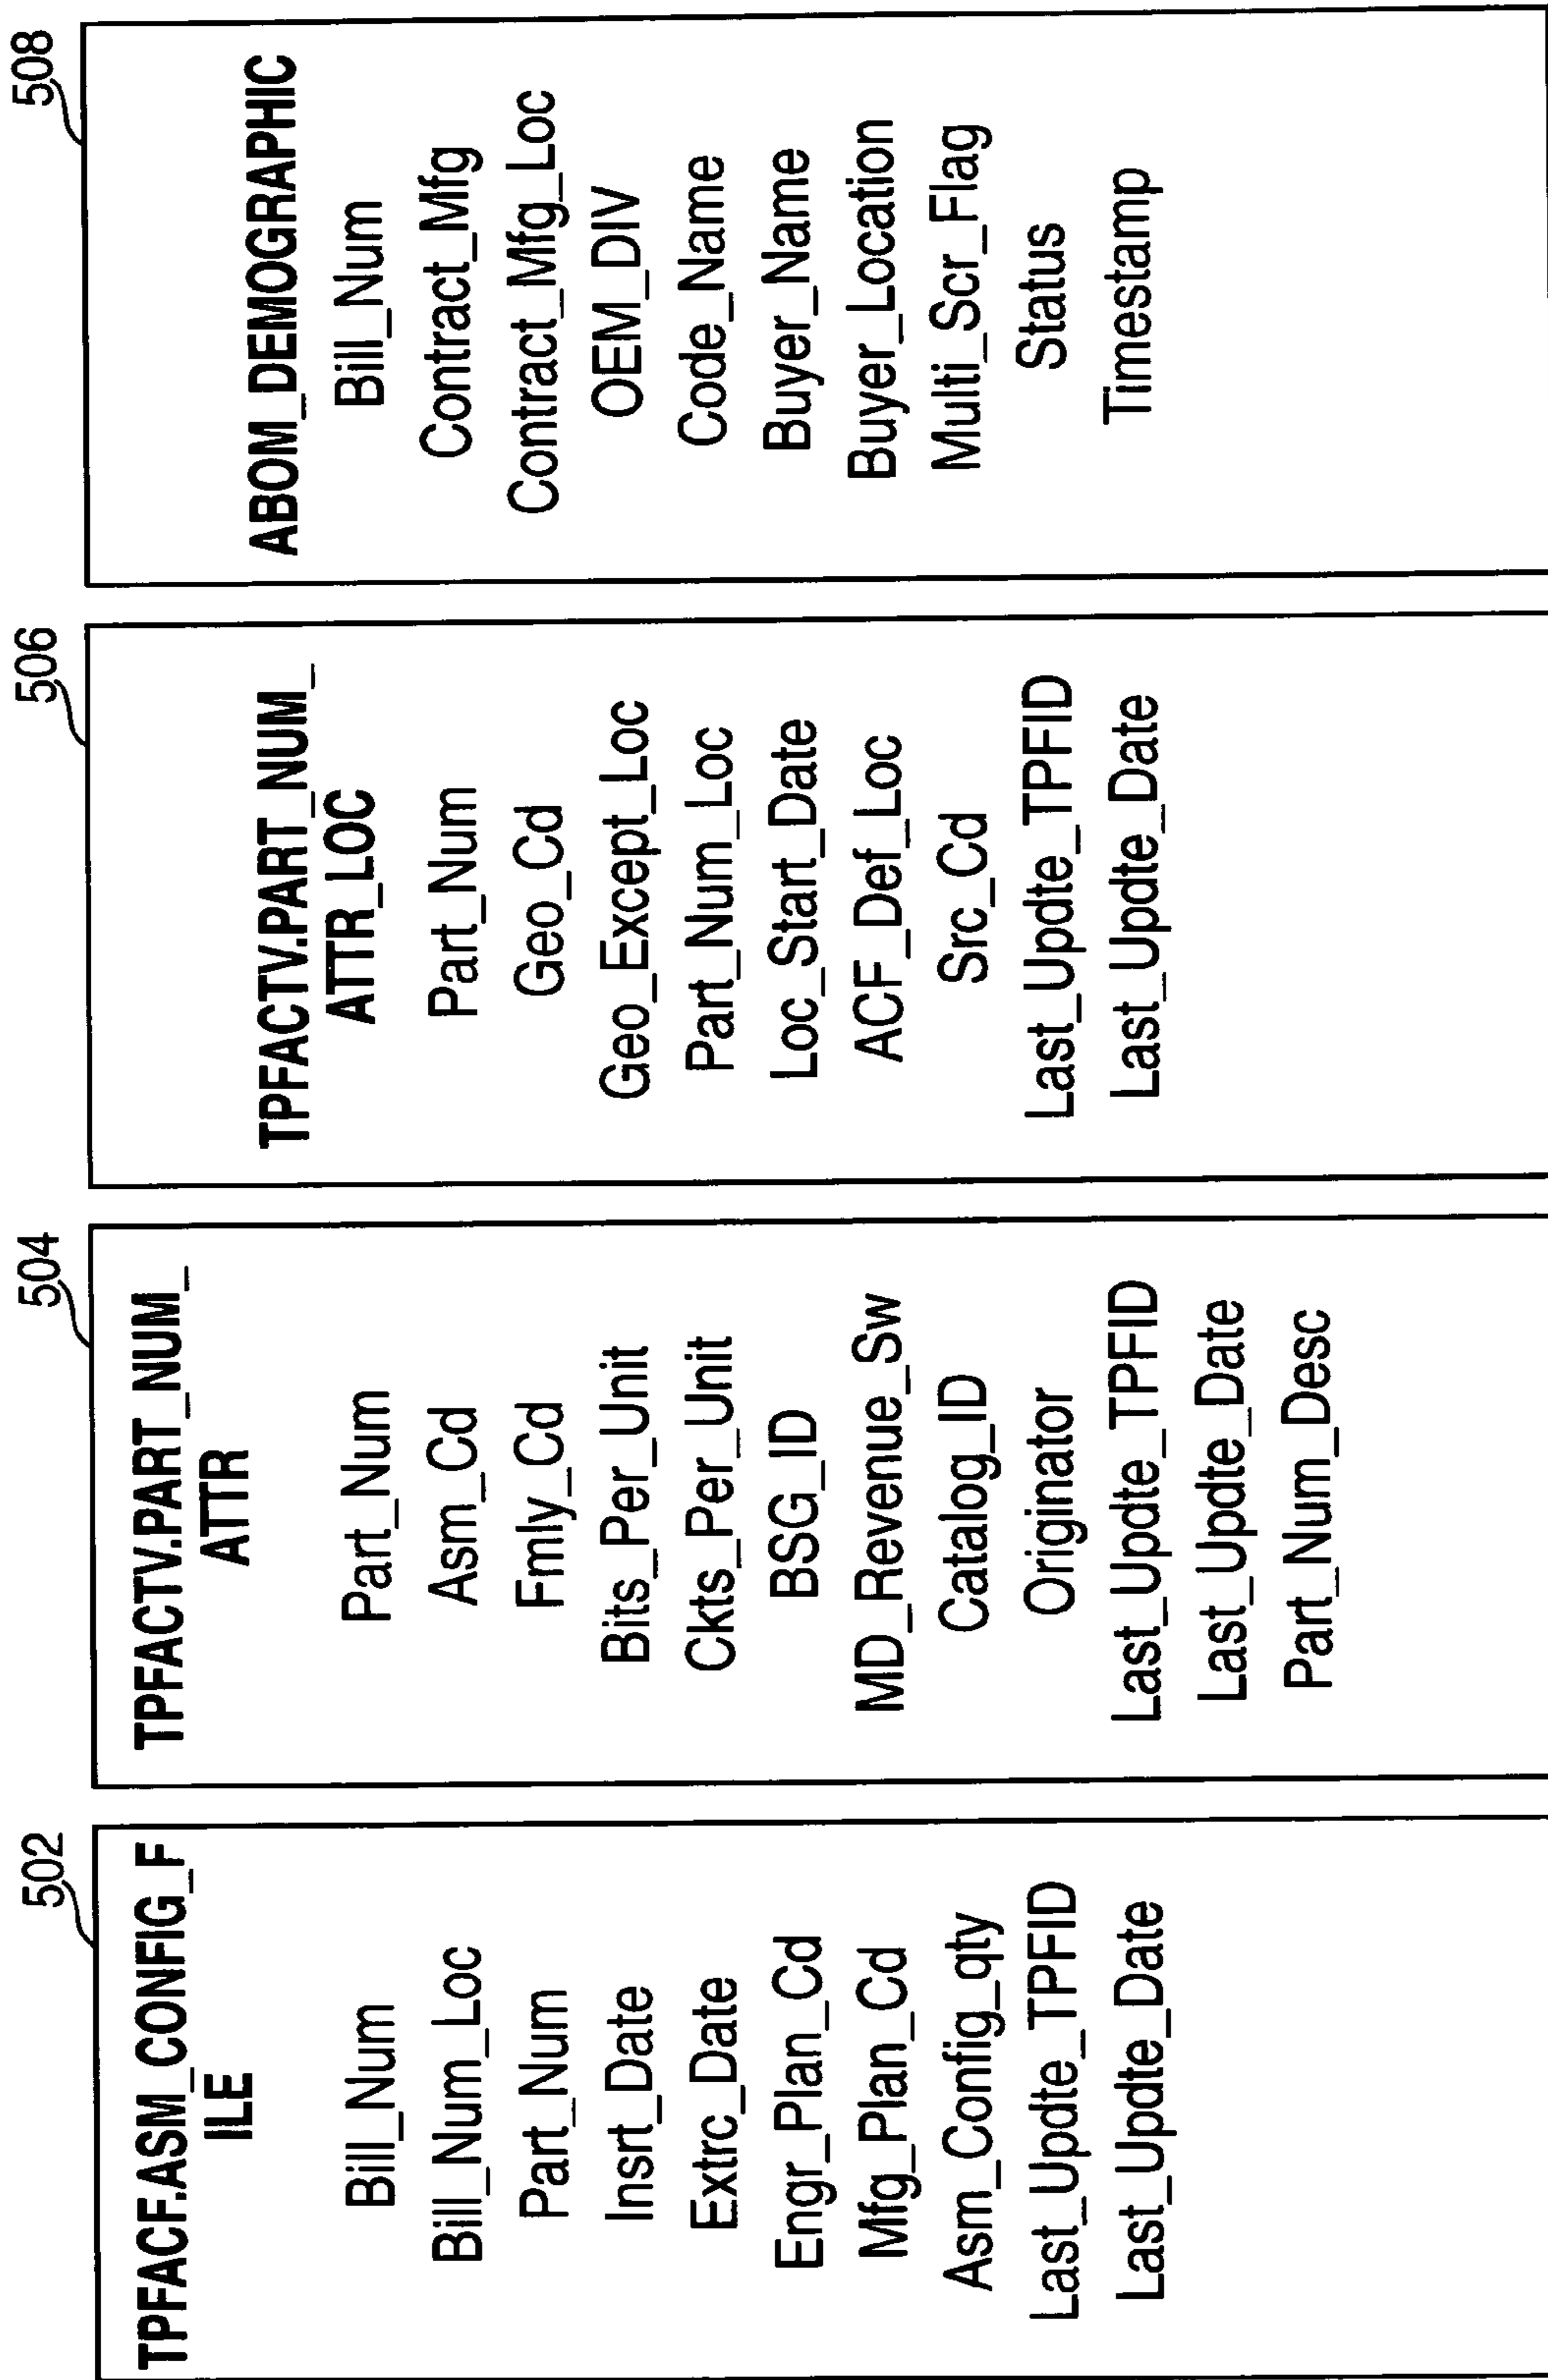 502
TPFACF.ASM_CONFIG_F
ILE
Bill_Num
Bill_Num_Loc
Part_Num
Insrt_Date
Extrc_Date
Engr_Plan_Cd
Mfg_Plan_Cd
Asm_Config_qty
Last_Updte_TPFID
Last_Updte_Date
504
TPFACTV.PART_NUM_
ATTR
Part_Num
Asm_Cd
Fmly_Cd
Bits_Per_Unit
Ckts_Per_Unit
BSG_ID
MD_Revenue_Sw
Catalog_ID
Originator
Last_Updte_TPFID
Last_Updte_Date
Part_Num_Desc
506
TPFACTV.PART_NUM_
ATTR_LOC
Part_Num
Geo_Cd
Geo_Except_Loc
Part_Num_Loc
Loc_Start_Date
ACF_Def_Loc
Src_Cd
Last_Updte_TPFID
Last_Updte_Date
508
ABOM_DEMOGRAPHIC
Bill_Num
Contract_Mfg
Contract_Mfg_Loc
OEM_DIV
Code_Name
Buyer_Name
Buyer_Location
Multi_Scr_Flag
Status
Timestamp